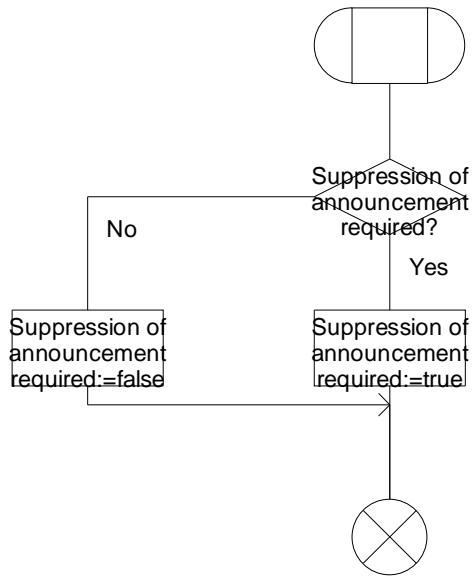 Suppression of
announcement
required?
No
Yes
Suppression of
announcement
required:=false
Suppression of
announcement
required:=true